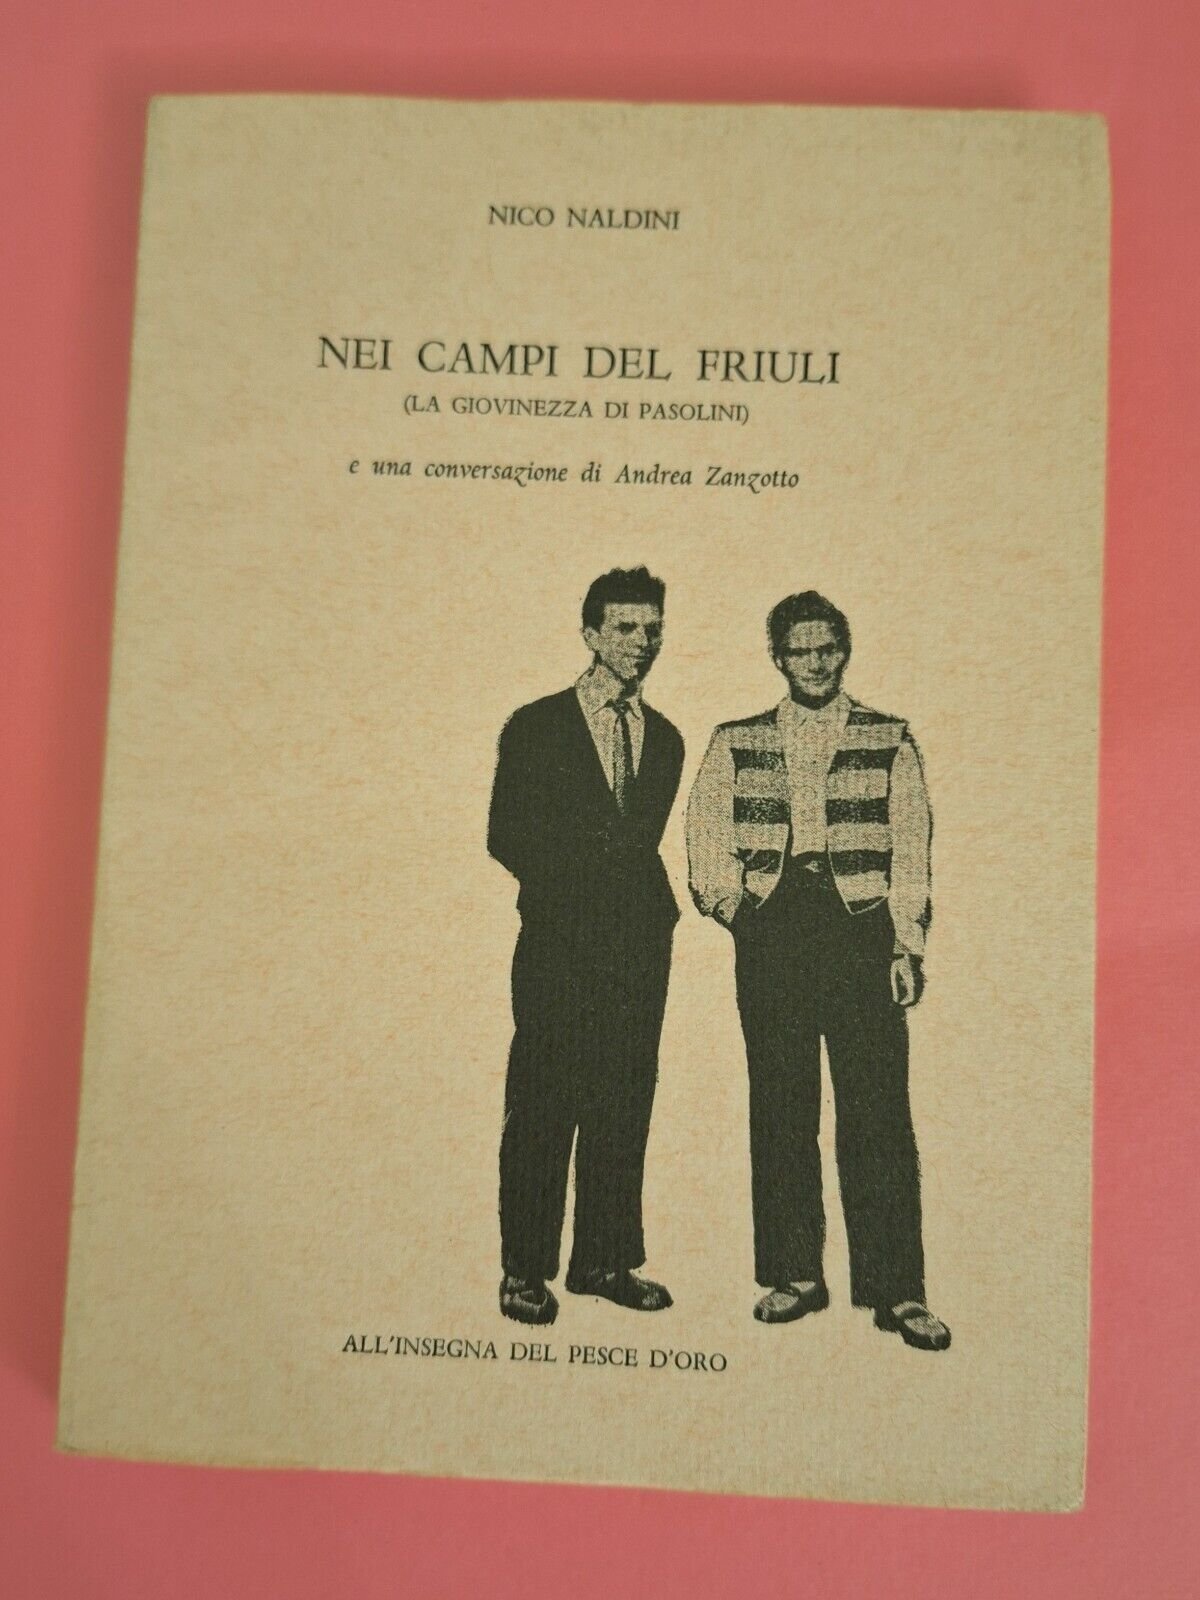 NICO NALDINI
NEI CAMPI DEL FRIULI
(LA GIOVINEZZA DI PASOLINI)
e una conversazione di Andrea Zanzotto
ALL'INSEGNA DEL PESCE D'ORO